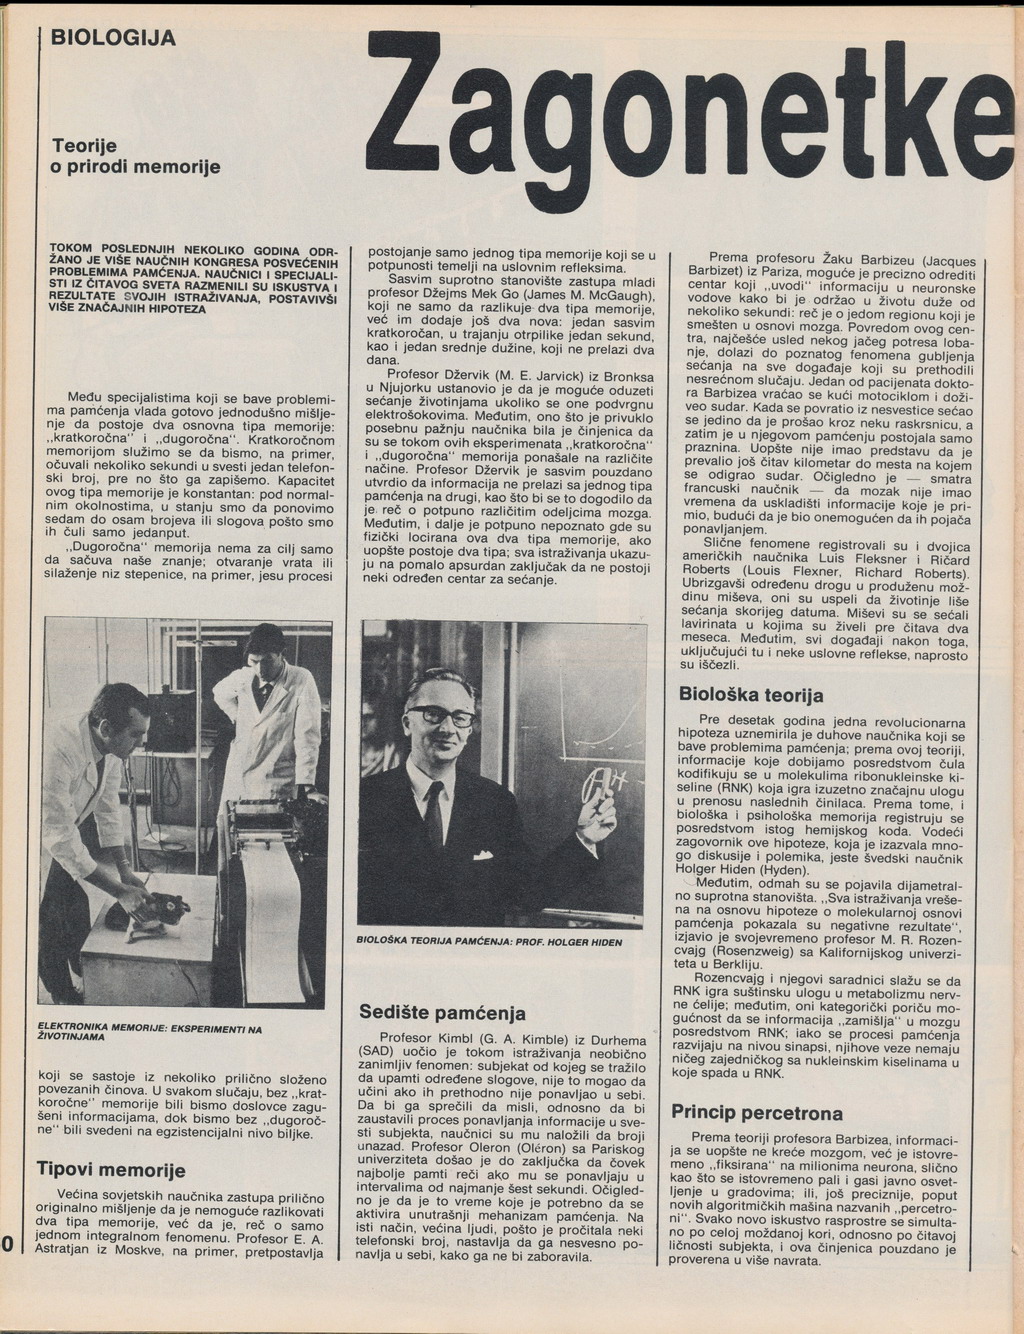 BIOLOGIJA
Teorije
o prirodi memorije
Zagonetke
TOKOM POSLEDNJIH NEKOLIKO GODINA ODR-
ŽANO JE VIŠE NAUČNIH KONGRESA POSVEĆENIH
PROBLEMIMA PAMĆENJA. NAUČNICI I SPECIJALI-
STI IZ ČITAVOG SVETA RAZMENILI SU ISKUSTVA I
REZULTATE SVOJIH ISTRAŽIVANJA, POSTAVIVŠI
VIŠE ZNAČAJNIH HIPOTEZA
Među specijalistima koji se bave problemi-
ma pamćenja vlada gotovo jednodušno mišlje-
nje da postoje dva osnovna tipa memorije:
,,kratkoročna" i ,,dugoročna". Kratkoročnom
memorijom služimo se da bismo, na primer,
očuvali nekoliko sekundi u svesti jedan telefon-
ski broj, pre no što ga zapišemo. Kapacitet
ovog tipa memorije je konstantan: pod normal-
nim okolnostima, u stanju smo da ponovimo
sedam do osam brojeva ili slogova pošto smo
ih čuli samo jedanput.
,,Dugoročna" memorija nema za cilj samo
da sačuva naše znanje; otvaranje vrata ili
silaženje niz stepenice, na primer, jesu procesi
ELEKTRONIKA MEMORIJE: EKSPERIMENTI NA
ŽIVOTINJAMA
koji se sastoje iz nekoliko prilično složeno
povezanih činova. U svakom slučaju, bez ,,krat-
koročne" memorije bili bismo doslovce zagu-
šeni informacijama, dok bismo bez ,,dugoroč-
ne" bili svedeni na egzistencijalni nivo biljke.
Tipovi memorije
Većina sovjetskih naučnika zastupa prilično
originalno mišljenje da je nemoguće razlikovati
dva tipa memorije, već da je, reč o samo
jednom integralnom fenomenu. Profesor E. A.
Astratjan iz Moskve, na primer, pretpostavlja
0
postojanje samo jednog tipa memorije koji se u
potpunosti temelji na uslovnim refleksima.
Sasvim suprotno stanovište zastupa mladi
profesor Džejms Mek Go (James M. McGaugh),
koji ne samo da razlikuje dva tipa memorije,
već im dodaje još dva nova: jedan sasvim
kratkoročan, u trajanju otrpilike jedan sekund,
kao i jedan srednje dužine, koji ne prelazi dva
dana.
Profesor Džervik (M. E. Jarvick) iz Bronksa
u Njujorku ustanovio je da je moguće oduzeti
sećanje životinjama ukoliko se one podvrgnu
elektrošokovima. Međutim, ono što je privuklo
posebnu pažnju naučnika bila je činjenica da
su se tokom ovih eksperimenata ,,kratkoročna"
i ,,dugoročna" memorija ponašale na različite
načine. Profesor Džervik je sasvim pouzdano
utvrdio da informacija ne prelazi sa jednog tipa
pamćenja na drugi, kao što bi se to dogodilo da
je reč o potpuno različitim odeljcima mozga.
Međutim, i dalje je potpuno nepoznato gde su
fizički locirana ova dva tipa memorije, ako
uopšte postoje dva tipa; sva istraživanja ukazu-
ju na pomalo apsurdan zaključak da ne postoji
neki određen centar za sećanje.
BIOLOŠKA TEORIJA PAMĆENJA: PROF. HOLGER HIDEN
Sedište pamćenja
Profesor Kimbl (G. A. Kimble) iz Durhema
(SAD) uočio je tokom istraživanja neobično
zanimljiv fenomen: subjekat od kojeg se tražilo
da upamti određene slogove, nije to mogao da
učini ako ih prethodno nije ponavljao u sebi.
Da bi ga sprečili da misli, odnosno da bi
zaustavili proces ponavljanja informacije u sve-
sti subjekta, naučnici su mu naložili da broji
unazad. Profesor Oleron (Oléron) sa Pariskog
univerziteta došao je do zaključka da čovek
najbolje pamti reči ako mu se ponavljaju u
intervalima od najmanje šest sekundi. Očigled-
no je da je to vreme koje je potrebno da se
aktivira unutrašnji mehanizam pamćenja. Na
isti način, većina ljudi, pošto je pročitala neki
telefonski broj, nastavlja da ga nesvesno po-
navlja u sebi, kako ga ne bi zaboravila.
Prema profesoru Žaku Barbizeu (Jacques
Barbizet) iz Pariza, moguće je precizno odrediti
centar koji ,,uvodi" informaciju u neuronske
vodove kako bi je održao u životu duže od
nekoliko sekundi: reč je o jedom regionu koji je
smešten u osnovi mozga. Povredom ovog cen-
tra, najčešće usled nekog jačeg potresa loba-
nje, dolazi do poznatog fenomena gubljenja
sećanja na sve događaje koji su prethodili
nesrećnom slučaju. Jedan od pacijenata dokto-
ra Barbizea vraćao se kući motociklom i doži-
veo sudar. Kada se povratio iz nesvestice sećao
se jedino da je prošao kroz neku raskrsnicu, a
zatim je u njegovom pamćenju postojala samo
praznina. Uopšte nije imao predstavu da je
prevalio još čitav kilometar do mesta na kojem
se odigrao sudar. Očigledno je — smatra
francuski naučnik — da mozak nije imao
vremena da uskladišti informacije koje je pri-
mio, budući da je bio onemogućen da ih pojača
ponavljanjem.
Slične fenomene registrovali su i dvojica
američkih naučnika Luis Fleksner i Ričard
Roberts (Louis Flexner, Richard Roberts).
Ubrizgavši određenu drogu u produženu mož-
dinu miševa, oni su uspeli da životinje liše
sećanja skorijeg datuma. Miševi su se sećali
lavirinata u kojima su živeli pre čitava dva
meseca. Međutim, svi događaji nakon toga,
uključujući tu i neke uslovne reflekse, naprosto
su iščezli.
Biološka teorija
Pre desetak godina jedna revolucionarna
hipoteza uznemirila je duhove naučnika koji se
bave problemima pamćenja; prema ovoj teoriji,
informacije koje dobijamo posredstvom čula
kodifikuju se u molekulima ribonukleinske ki-
seline (RNK) koja igra izuzetno značajnu ulogu
u prenosu naslednih činilaca. Prema tome, i
biološka i psihološka memorija registruju se
posredstvom istog hemijskog koda. Vodeći
zagovornik ove hipoteze, koja je izazvala mno-
go diskusije i polemika, jeste švedski naučnik
Holger Hiden (Hyden).
Međutim, odmah su se pojavila dijametral-
no suprotna stanovišta. ,,Sva istraživanja vrše-
na na osnovu hipoteze o molekularnoj osnovi
pamćenja pokazala su negativne rezultate",
izjavio je svojevremeno profesor M. R. Rozen-
cvajg (Rosenzweig) sa Kalifornijskog univerzi-
teta u Berkliju.
Rozencvajg i njegovi saradnici slažu se da
RNK igra suštinsku ulogu u metabolizmu nerv-
ne ćelije; međutim, oni kategorički poriču mo-
gućnost da se informacija ,,zamišlja" u mozgu
posredstvom RNK; iako se procesi pamćenja
razvijaju na nivou sinapsi, njihove veze nemaju
ničeg zajedničkog sa nukleinskim kiselinama u
koje spada u RNK.
Princip percetrona
Prema teoriji profesora Barbizea, informaci-
ja se uopšte ne kreće mozgom, već je istovre-
meno ,,fiksirana" na milionima neurona, slično
kao što se istovremeno pali i gasi javno osvet-
ljenje u gradovima; ili, još preciznije, poput
novih algoritmičkih mašina nazvanih ,,percetro-
ni". Svako novo iskustvo rasprostre se simulta-
no po celoj moždanoj kori, odnosno po čitavoj
ličnosti subjekta, i ova činjenica pouzdano je
proverena u više navrata.